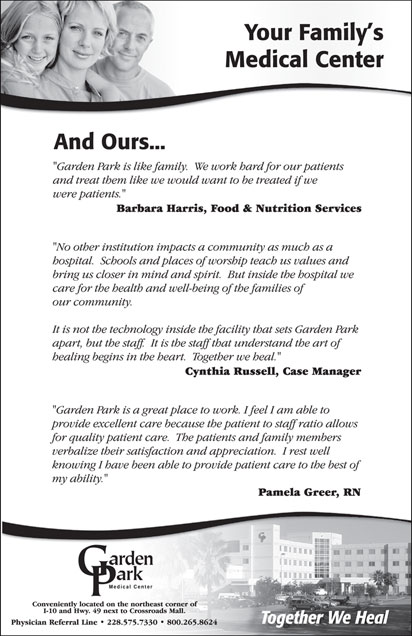 Your Family's
Medical Center
And Ours...
"Garden Park is like family.  We work hard for our patients
and treat them like we would want to be treated if we
were patients."
Barbara Harris, Food & Nutrition Services
"No other institution impacts a community as much as a
hospital.  Schools and places of worship teach us values and
bring us closer in mind and spirit.  But inside the hospital we
care for the health and well-being of the families of
our community.
It is not the technology inside the facility that sets Garden Park
apart, but the staff.  It is the staff that understand the art of
healing begins in the heart.  Together we heal."
Cynthia Russell, Case Manager
"Garden Park is a great place to work. I feel I am able to
provide excellent care because the patient to staff ratio allows
for quality patient care.  The patients and family members
verbalize their satisfaction and appreciation.  I rest well
knowing I have been able to provide patient care to the best of
my ability."
Pamela Greer, RN
Garden
Park
Medical Center
Conveniently located on the northeast corner of
I-10 and Hwy. 49 next to Crossroads Mall.
Physician Referral Line • 228.575.7330 • 800.265.8624
Together We Heal